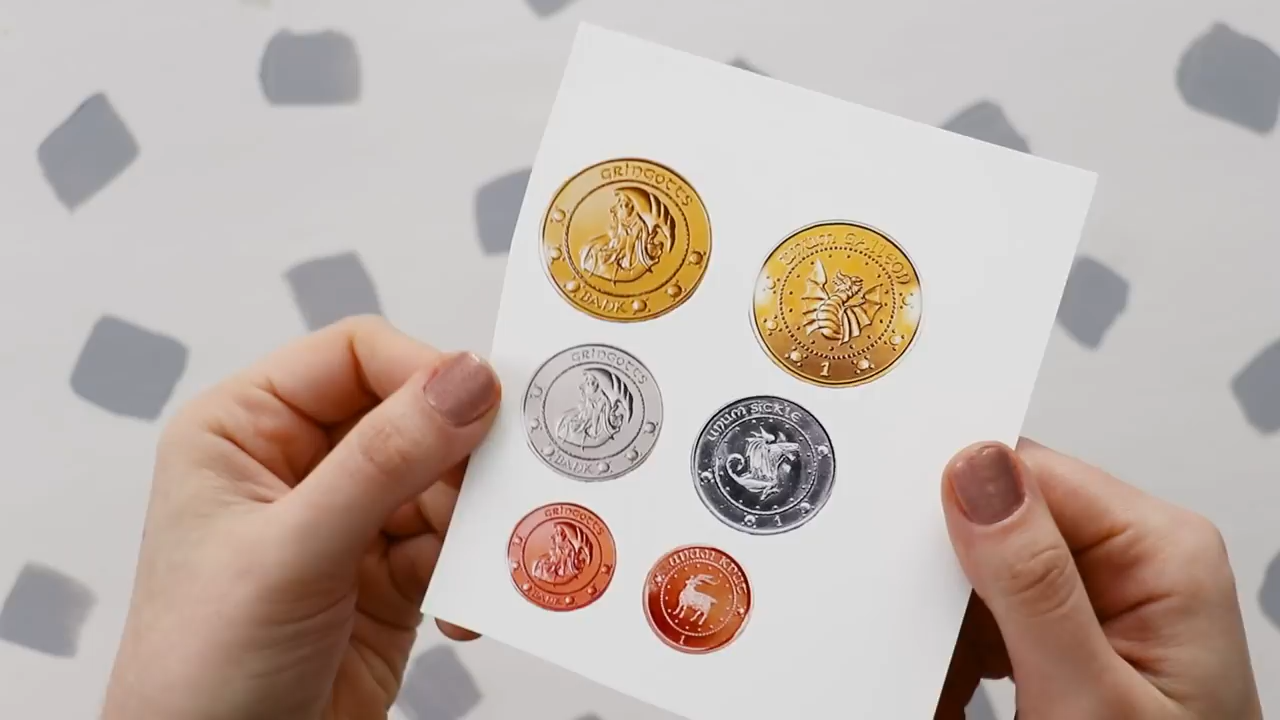 GRINGOTTS
BANK
UNUM GALLEON
1
GRINGOTTS
BANK
UNUM SICKLE
1
GRINGOTTS
BANK
UNUM KNUT
1